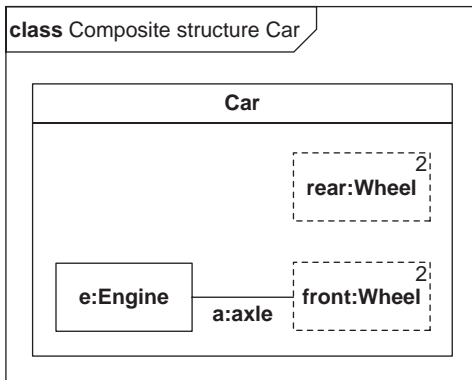 class Composite structure Car
Car
2
rear:Wheel
2
e:Engine
front:Wheel
a:axle